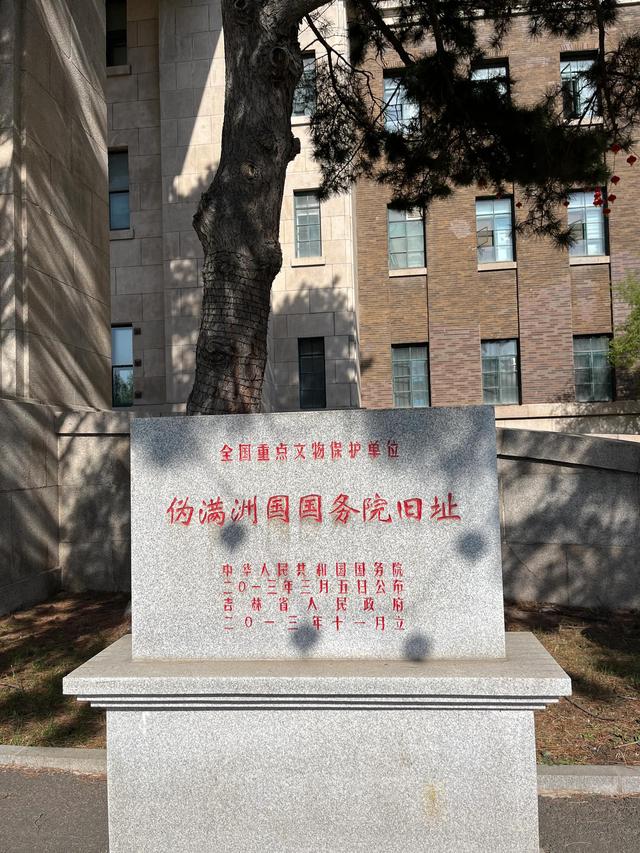 全国重点文物保护单位
伪满洲国国务院旧址
中华人民共和国国务院
二〇一三年三月五日公布
吉林省人民政府
二〇一三年十一月立